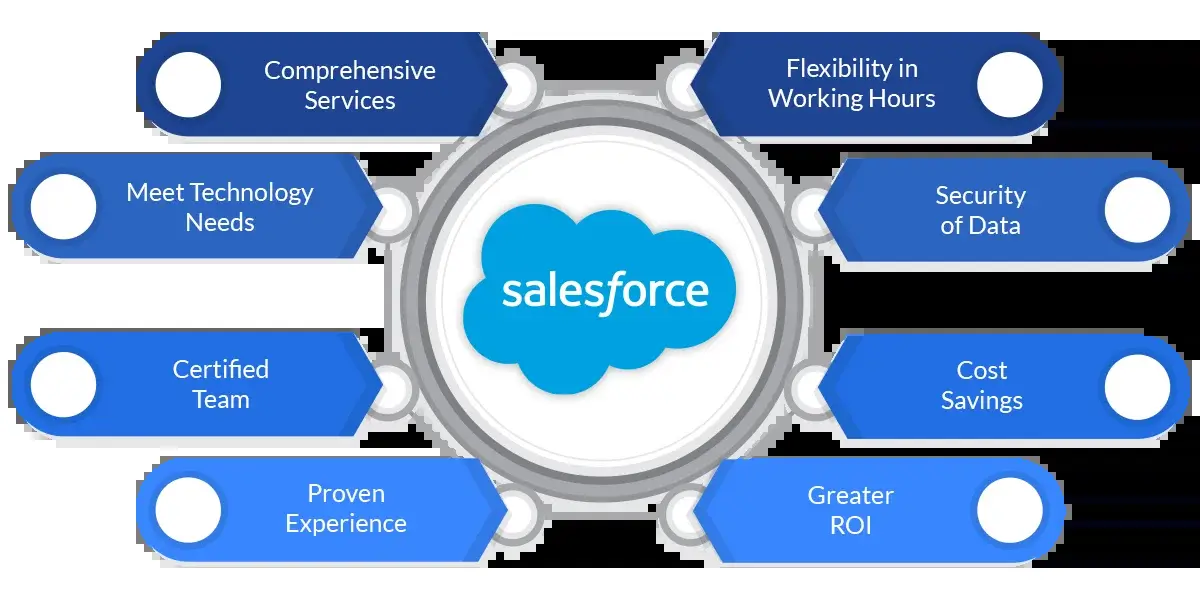 Comprehensive
Services
Flexibility in
Working Hours
Meet Technology
Needs
Security
of Data
salesforce
Certified
Team
Cost
Savings
Proven
Experience
Greater
ROI